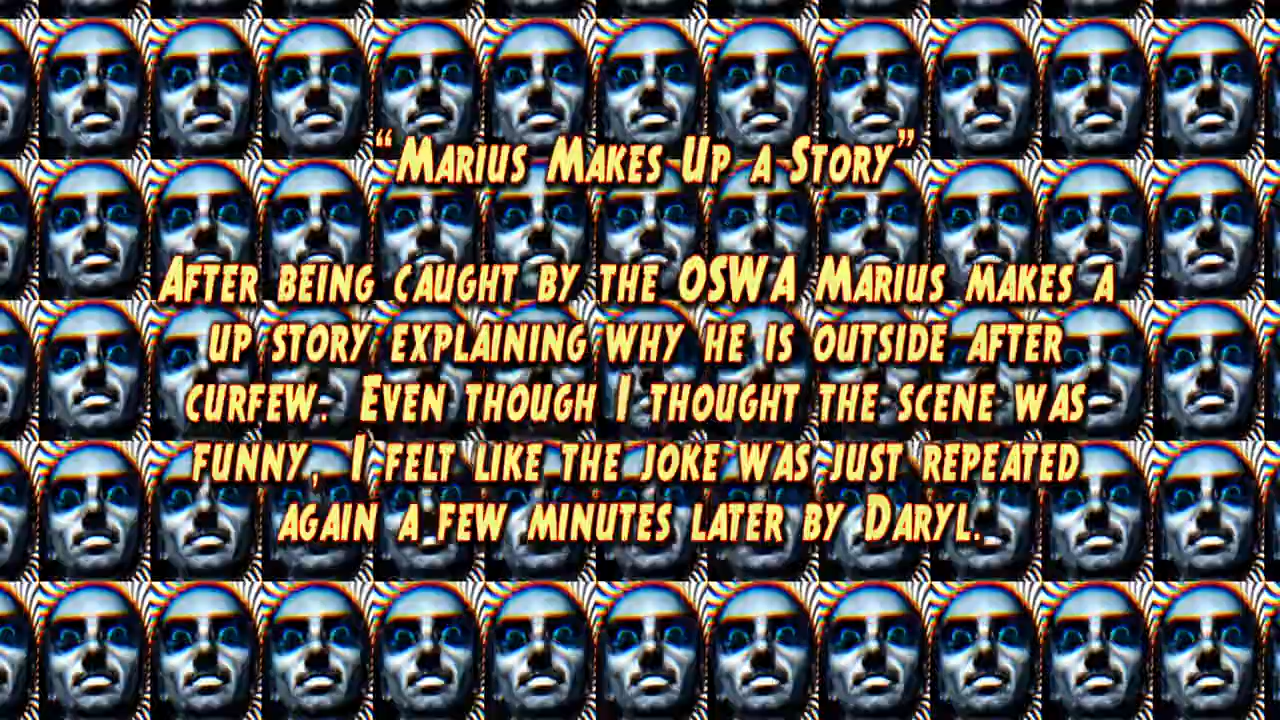 “Marius Makes Up a Story”
After being caught by the OSWA Marius makes a
up story explaining why he is outside after
curfew.  Even though I thought the scene was
funny,  I felt like the joke was just repeated
again a few minutes later by Daryl.